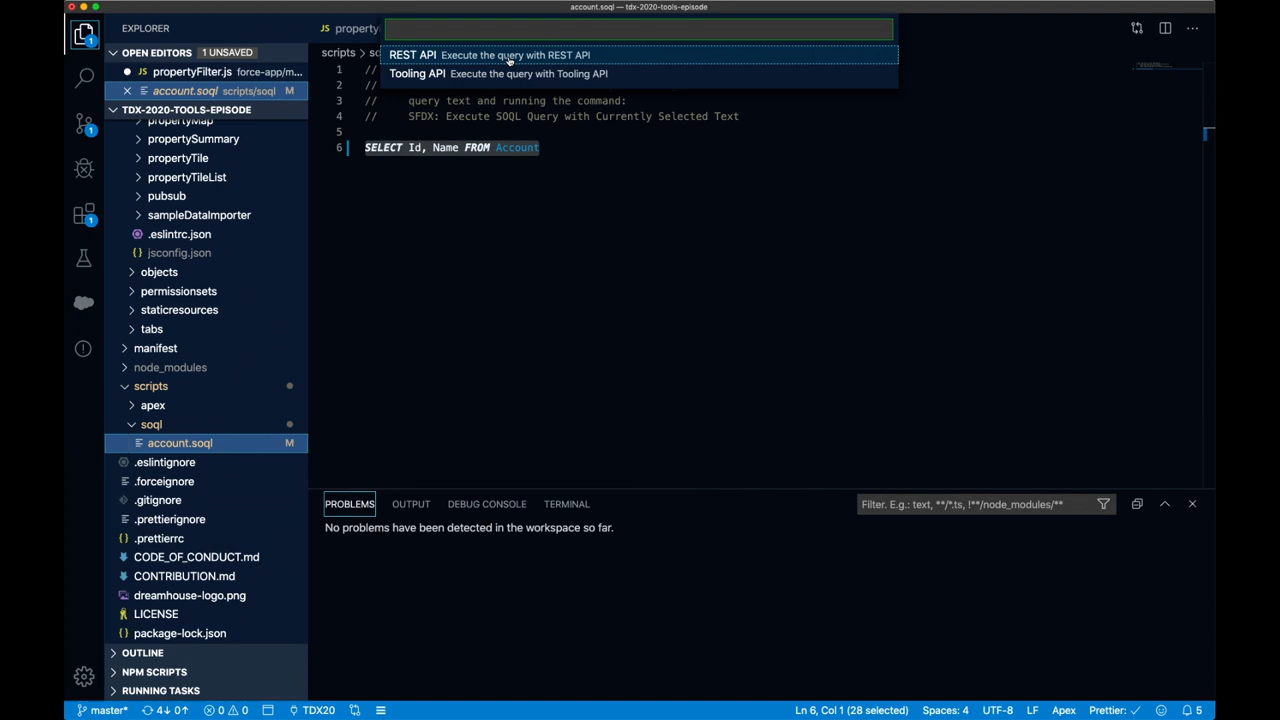 account.soql — tdx-2020-tools-episode
EXPLORER
OPEN EDITORS 1 UNSAVED
propertyFilter.js force-app/m...
account.soql scripts/soql M
TDX-2020-TOOLS-EPISODE
propertyMap
propertySummary
propertyTile
propertyTileList
pubsub
sampleDataImporter
.eslintrc.json
jsconfig.json
objects
permissionsets
staticresources
tabs
manifest
node_modules
scripts
apex
soql
account.soql M
.eslintignore
.forceignore
.gitignore
.prettierignore
.prettierrc
CODE_OF_CONDUCT.md
CONTRIBUTION.md
dreamhouse-logo.png
LICENSE
package-lock.json
OUTLINE
NPM SCRIPTS
RUNNING TASKS
1
1
1
JS property
scripts > so
REST API Execute the query with REST API
Tooling API Execute the query with Tooling API
1 //
2 //
3 // query text and running the command:
4 // SFDX: Execute SOQL Query with Currently Selected Text
5
6 SELECT Id, Name FROM Account
PROBLEMS OUTPUT DEBUG CONSOLE TERMINAL
Filter. E.g.: text, **/*.ts, !**/node_modules/**
No problems have been detected in the workspace so far.
master* 4↓ 0↑ 0 0 TDX20
Ln 6, Col 1 (28 selected) Spaces: 4 UTF-8 LF Apex Prettier: ✓ 5